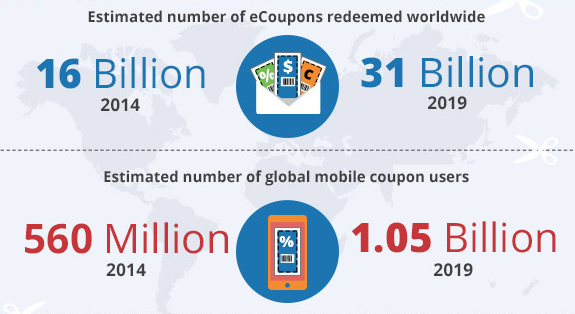 Estimated number of eCoupons redeemed worldwide
16 Billion
2014
% $ C
31 Billion
2019
Estimated number of global mobile coupon users
560 Million
2014
%
1.05 Billion
2019